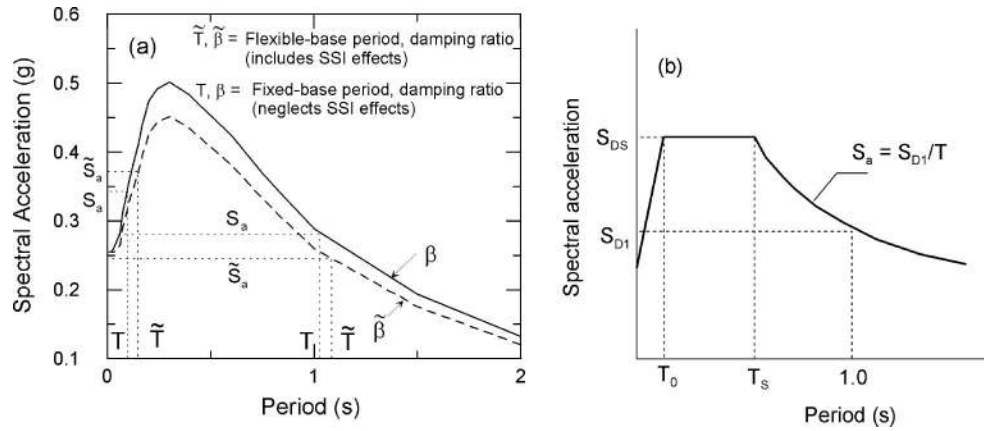 (a)
T̃, β̃ = Flexible-base period, damping ratio
(includes SSI effects)
T, β = Fixed-base period, damping ratio
(neglects SSI effects)
Spectral Acceleration (g)
0.6
0.5
0.4
0.3
0.2
0.1
S̃a
Sa
Sa
S̃a
β
β̃
T
T̃
T
T̃
0
1
2
Period (s)
(b)
Spectral acceleration
SDS
SD1
Sa = SD1/T
T0
TS
1.0
Period (s)